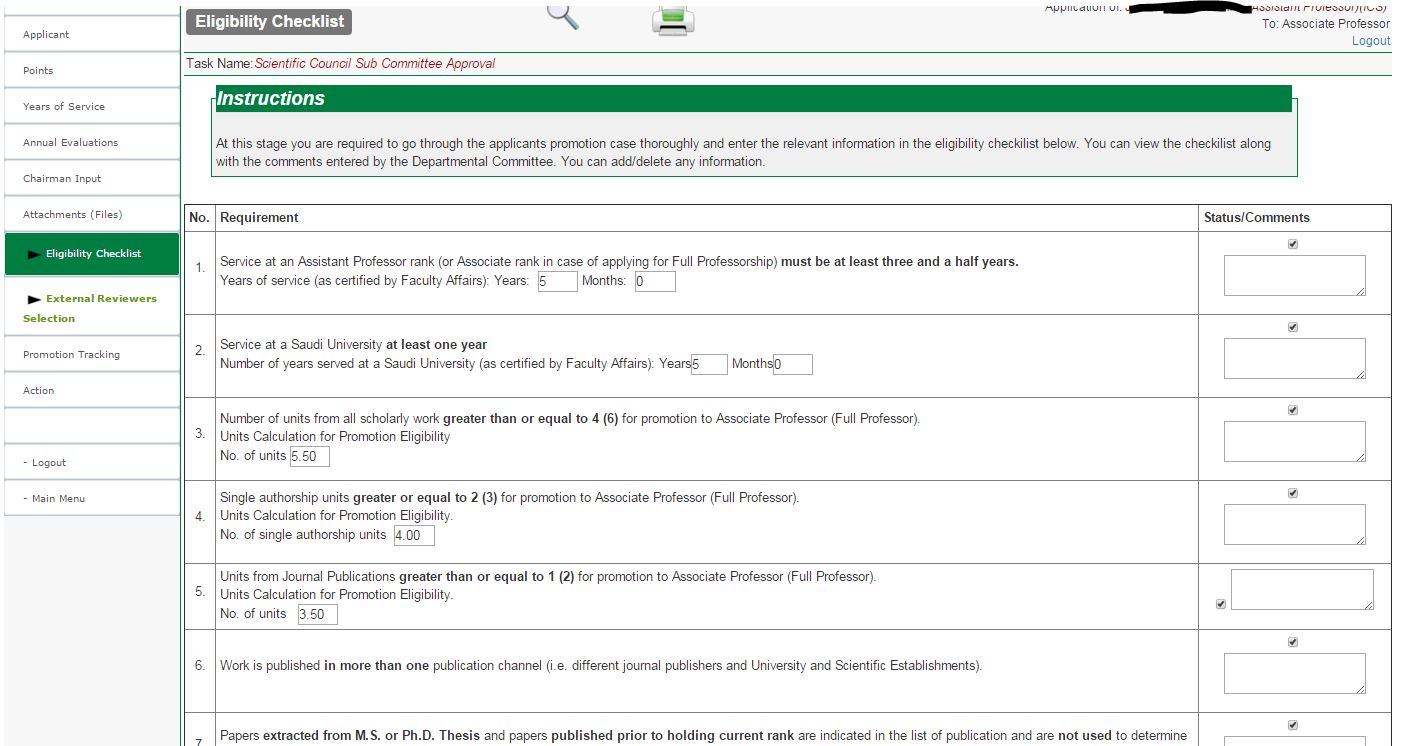 Application of:
Assistant Professor)(ICS)
To: Associate Professor
Logout
Eligibility Checklist
Task Name:Scientific Council Sub Committee Approval
Applicant
Points
Years of Service
Annual Evaluations
Chairman Input
Attachments (Files)
Eligibility Checklist
External Reviewers
Selection
Promotion Tracking
Action
- Logout
- Main Menu
Instructions
At this stage you are required to go through the applicants promotion case thoroughly and enter the relevant information in the eligibility checkilist below. You can view the checklist along
with the comments entered by the Departmental Committee. You can add/delete any information.
No. Requirement Status/Comments
1. Service at an Assistant Professor rank (or Associate rank in case of applying for Full Professorship) must be at least three and a half years.
Years of service (as certified by Faculty Affairs): Years: 5 Months: 0
2. Service at a Saudi University at least one year
Number of years served at a Saudi University (as certified by Faculty Affairs): Years5 Months0
3. Number of units from all scholarly work greater than or equal to 4 (6) for promotion to Associate Professor (Full Professor).
Units Calculation for Promotion Eligibility
No. of units 5.50
4. Single authorship units greater or equal to 2 (3) for promotion to Associate Professor (Full Professor).
Units Calculation for Promotion Eligibility.
No. of single authorship units 4.00
5. Units from Journal Publications greater than or equal to 1 (2) for promotion to Associate Professor (Full Professor).
Units Calculation for Promotion Eligibility.
No. of units 3.50
6. Work is published in more than one publication channel (i.e. different journal publishers and University and Scientific Establishments).
7. Papers extracted from M.S. or Ph.D. Thesis and papers published prior to holding current rank are indicated in the list of publication and are not used to determine